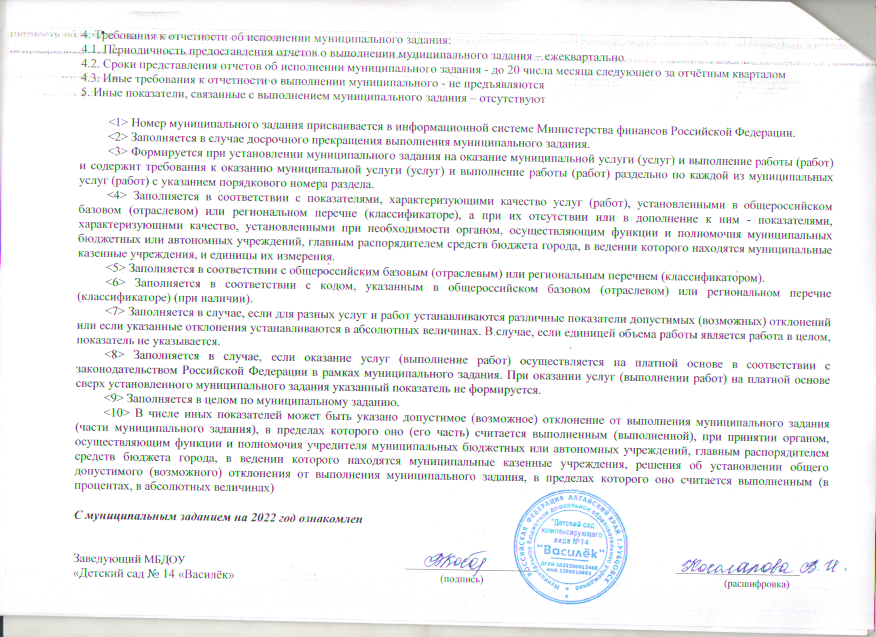 4. Требования к отчетности об исполнении муниципального задания:
4.1. Периодичность предоставления отчетов о выполнении муниципального задания – ежеквартально
4.2. Сроки представления отчетов об исполнении муниципального задания - до 20 числа месяца следующего за отчётным кварталом
4.3. Иные требования к отчетности о выполнении муниципального - не предъявляются
5. Иные показатели, связанные с выполнением муниципального задания – отсутствуют
<1> Номер муниципального задания присваивается в информационной системе Министерства финансов Российской Федерации.
<2> Заполняется в случае досрочного прекращения выполнения муниципального задания.
<3> Формируется при установлении муниципального задания на оказание муниципальной услуги (услуг) и выполнение работы (работ)
и содержит требования к оказанию муниципальной услуги (услуг) и выполнение работы (работ) раздельно по каждой из муниципальных
услуг (работ) с указанием порядкового номера раздела.
<4> Заполняется в соответствии с показателями, характеризующими качество услуг (работ), установленными в общероссийском
базовом (отраслевом) или региональном перечне (классификаторе), а при их отсутствии или в дополнение к ним - показателями,
характеризующими качество, установленными при необходимости органом, осуществляющим функции и полномочия муниципальных
бюджетных или автономных учреждений, главным распорядителем средств бюджета города, в ведении которого находятся муниципальные
казенные учреждения, и единицы их измерения.
<5> Заполняется в соответствии с общероссийским базовым (отраслевым) или региональным перечнем (классификатором).
<6> Заполняется в соответствии с кодом, указанным в общероссийском базовом (отраслевом) или региональном перечне
(классификаторе) (при наличии).
<7> Заполняется в случае, если для разных услуг и работ устанавливаются различные показатели допустимых (возможных) отклонений
или если указанные отклонения устанавливаются в абсолютных величинах. В случае, если единицей объема работы является работа в целом,
показатель не указывается.
<8> Заполняется в случае, если оказание услуг (выполнение работ) осуществляется на платной основе в соответствии с
законодательством Российской Федерации в рамках муниципального задания. При оказании услуг (выполнении работ) на платной основе
сверх установленного муниципального задания указанный показатель не формируется.
<9> Заполняется в целом по муниципальному заданию.
<10> В числе иных показателей может быть указано допустимое (возможное) отклонение от выполнения муниципального задания
(части муниципального задания), в пределах которого оно (его часть) считается выполненным (выполненной), при принятии органом,
осуществляющим функции и полномочия учредителя муниципальных бюджетных или автономных учреждений, главным распорядителем
средств бюджета города, в ведении которого находятся муниципальные казенные учреждения, решения об установлении общего
допустимого (возможного) отклонения от выполнения муниципального задания, в пределах которого оно считается выполненным (в
процентах, в абсолютных величинах)
С муниципальным заданием на 2022 год ознакомлен
Заведующий МБДОУ
«Детский сад № 14 «Василёк»
(подпись)
РОССИЙСКАЯ ФЕДЕРАЦИЯ АЛТАЙСКИЙ КРАЙ Г.РУБЦОВСК
Муниципальное бюджетное дошкольное образовательное учреждение
"Детский сад
компенсирующего
вида №14
"Василёк"
Косолапова В.И.
(расшифровка)